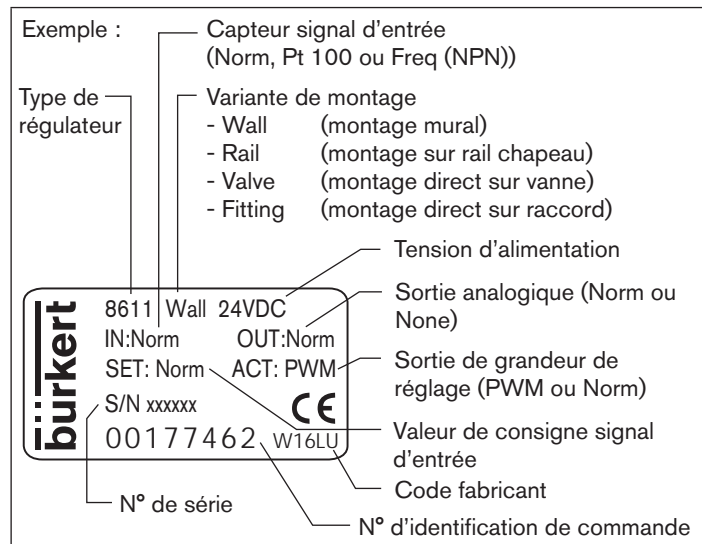 Exemple :
Capteur signal d'entrée
(Norm, Pt 100 ou Freq (NPN))
Type de
régulateur
Variante de montage
- Wall (montage mural)
- Rail (montage sur rail chapeau)
- Valve (montage direct sur vanne)
- Fitting (montage direct sur raccord)
Tension d'alimentation
Sortie analogique (Norm ou
None)
Sortie de grandeur de
réglage (PWM ou Norm)
Valeur de consigne signal
d'entrée
Code fabricant
N° d'identification de commande
N° de série
bürkert
8611 Wall 24VDC
IN:Norm OUT:Norm
SET: Norm ACT: PWM
S/N xxxxxx CE
00177462 W16LU